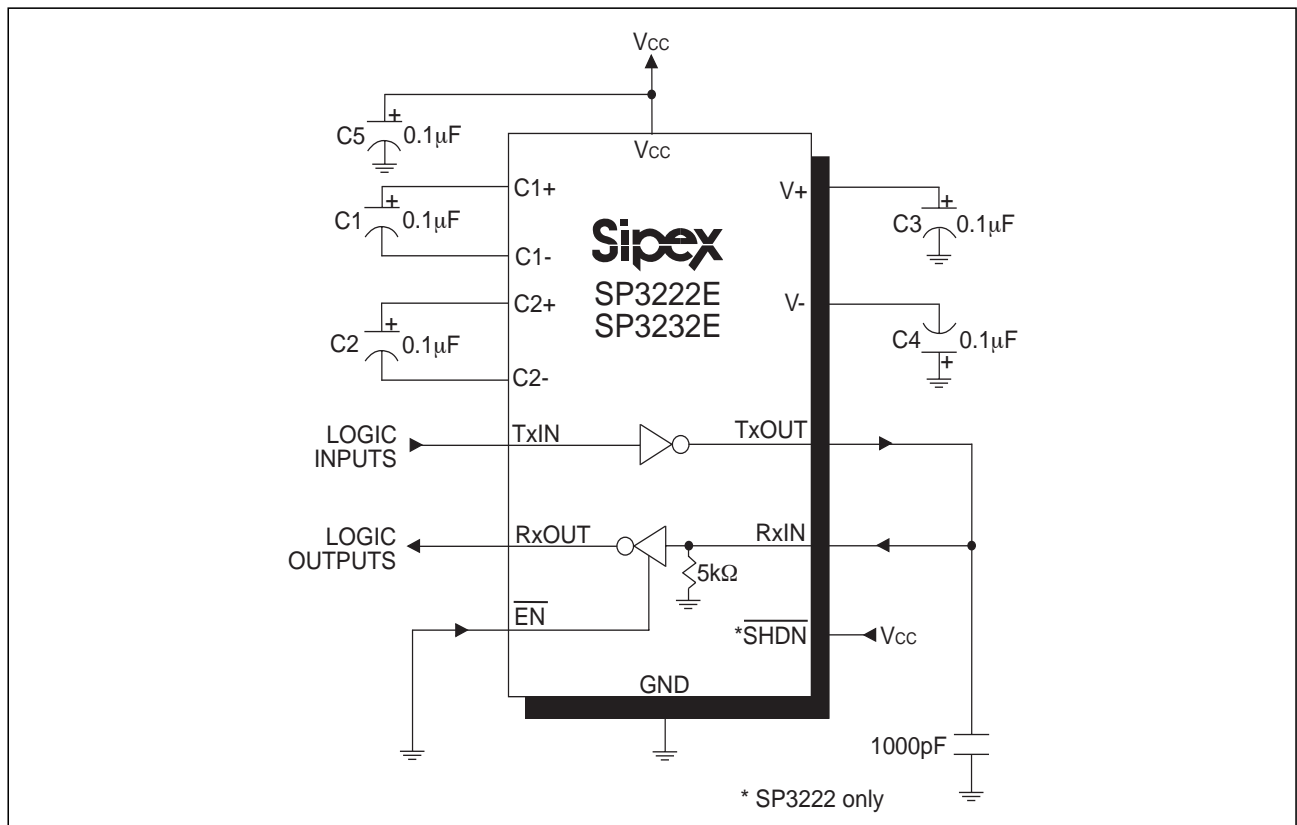 Vcc
C5
+
0.1µF
Vcc
C1+
C1
+
0.1µF
C1-
C2+
C2
+
0.1µF
C2-
Sipex
SP3222E
SP3232E
V+
+
C3
0.1µF
V-
C4
0.1µF
+
LOGIC
INPUTS
TxIN
TxOUT
LOGIC
OUTPUTS
RxOUT
RxIN
5kΩ
EN
*SHDN
Vcc
GND
1000pF
* SP3222 only